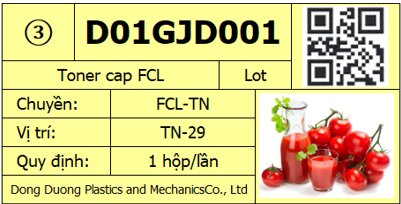 ③ D01GJD001
Toner cap FCL Lot
Chuyền: FCL-TN
Vị trí: TN-29
Quy định: 1 hộp/lần
Dong Duong Plastics and MechanicsCo., Ltd